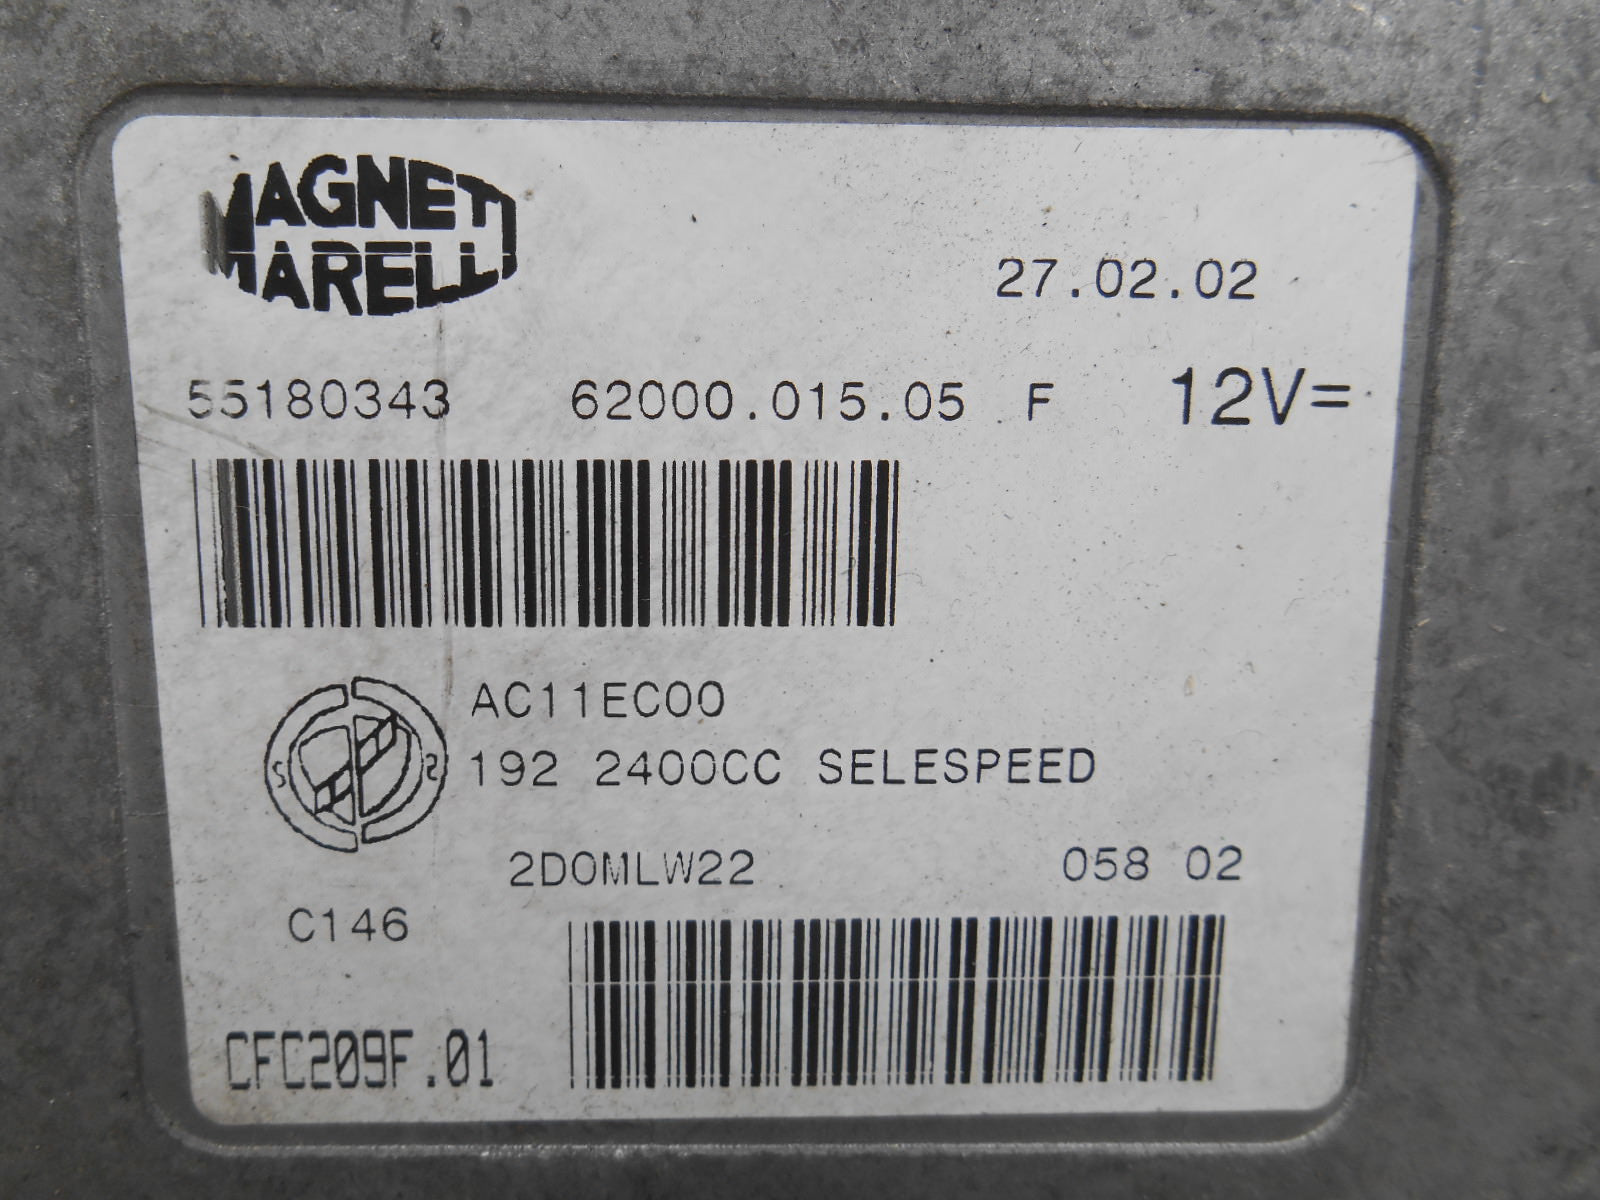 MAGNETI
MARELLI
27.02.02
55180343 62000.015.05 F 12V=
AC11EC00
192 2400CC SELESPEED
2D0MLW22 058 02
C146
CFC209F.01